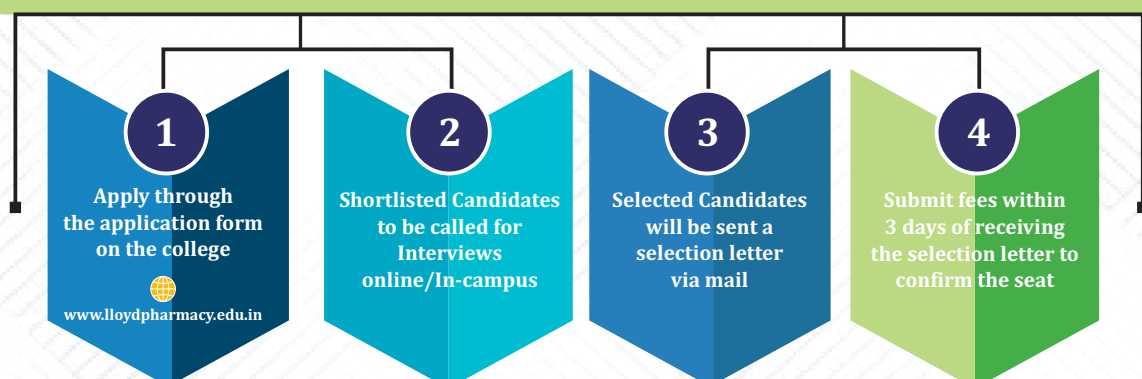 1
Apply through
the application form
on the college
www.lloydpharmacy.edu.in
2
Shortlisted Candidates
to be called for
Interviews
online/In-campus
3
Selected Candidates
will be sent a
selection letter
via mail
4
Submit fees within
3 days of receiving
the selection letter to
confirm the seat